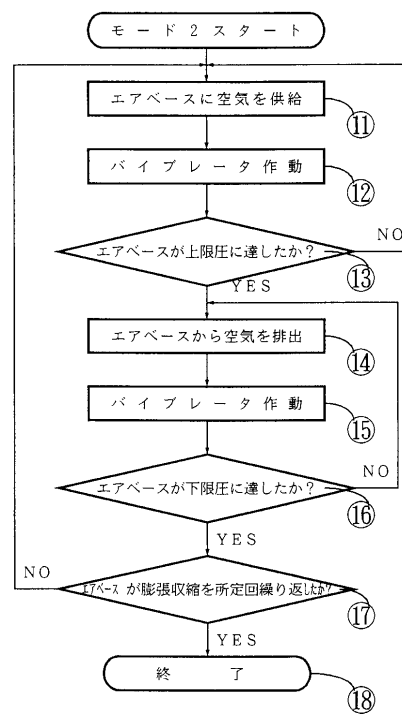 モード2スタート
エアベースに空気を供給
⑪
バイブレータ作動
⑫
エアベースが上限圧に達したか?
NO
⑬
YES
エアベースから空気を排出
⑭
バイブレータ作動
⑮
エアベースが下限圧に達したか?
NO
⑯
YES
NO
エアベース が膨張収縮を所定回繰り返したか?
⑰
YES
終了
⑱